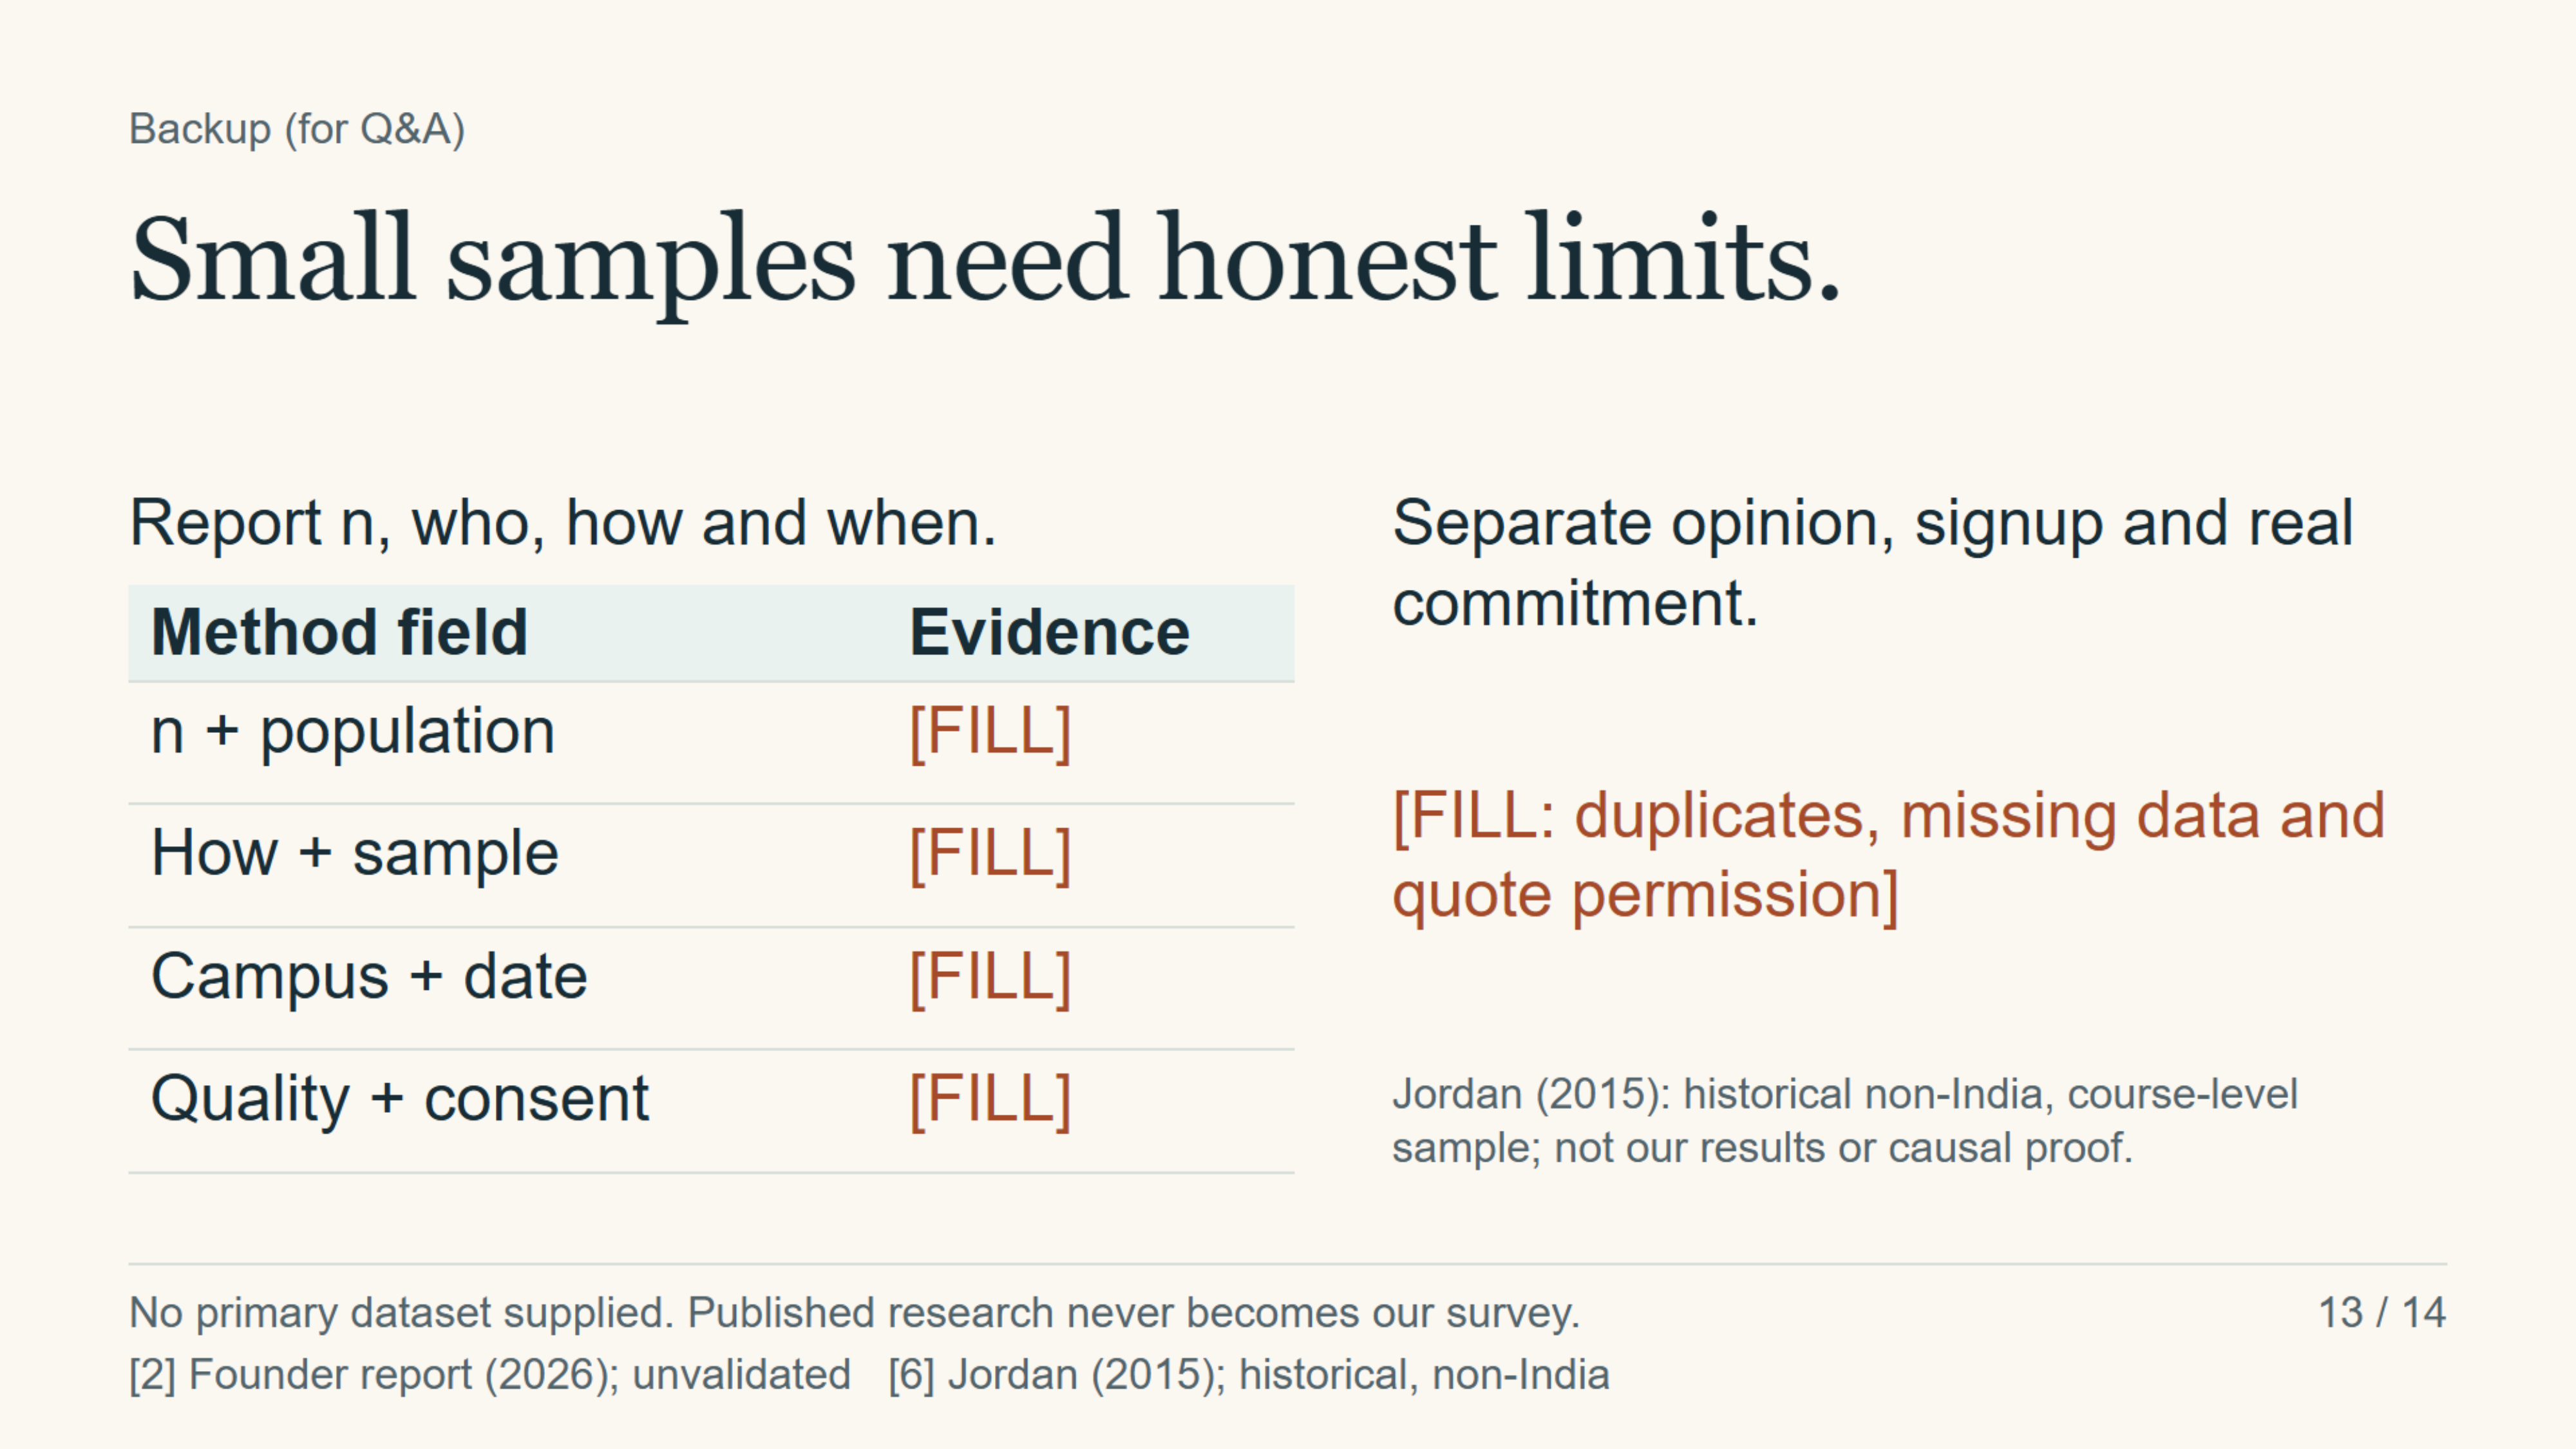 Backup (for Q&A)
Small samples need honest limits.
Report n, who, how and when.
Method field Evidence
n + population [FILL]
How + sample [FILL]
Campus + date [FILL]
Quality + consent [FILL]
Separate opinion, signup and real
commitment.
[FILL: duplicates, missing data and
quote permission]
Jordan (2015): historical non-India, course-level
sample; not our results or causal proof.
No primary dataset supplied. Published research never becomes our survey.
13 / 14
[2] Founder report (2026); unvalidated [6] Jordan (2015); historical, non-India